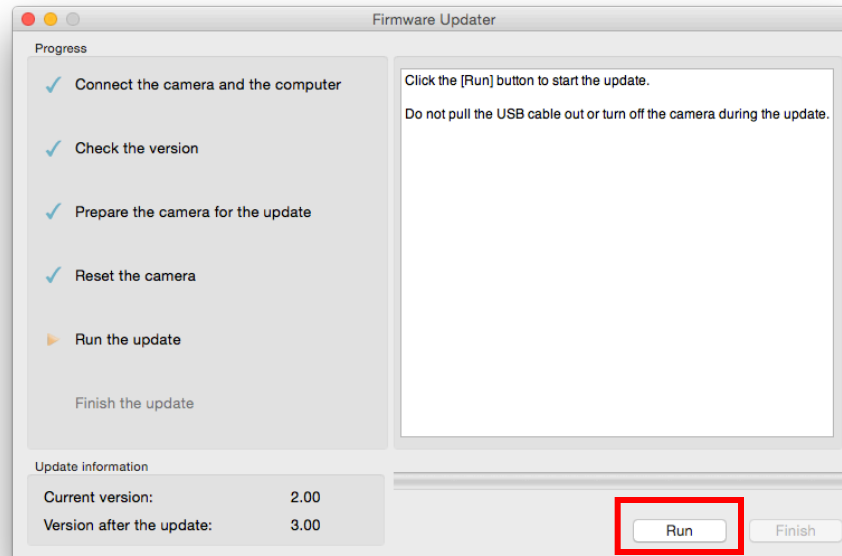 Firmware Updater
Progress
Connect the camera and the computer
Check the version
Prepare the camera for the update
Reset the camera
Run the update
Finish the update
Click the [Run] button to start the update.
Do not pull the USB cable out or turn off the camera during the update.
Update information
Current version: 2.00
Version after the update: 3.00
Run
Finish